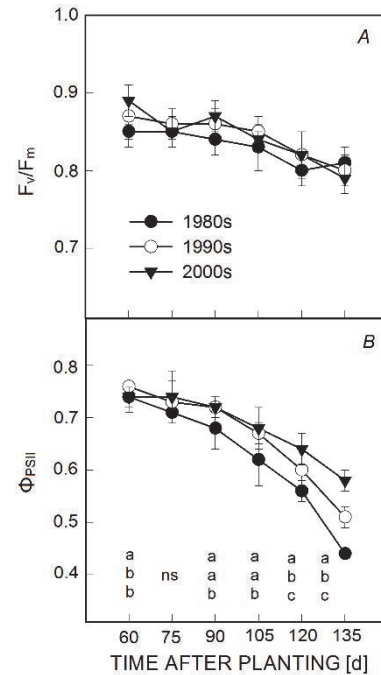 1.0
A
0.9
0.8
0.7
Fv/Fm
1980s
1990s
2000s
B
0.8
0.7
0.6
0.5
0.4
ΦPSII
a a a a a
b ns a a b b
b b b c c
60 75 90 105 120 135
TIME AFTER PLANTING [d]